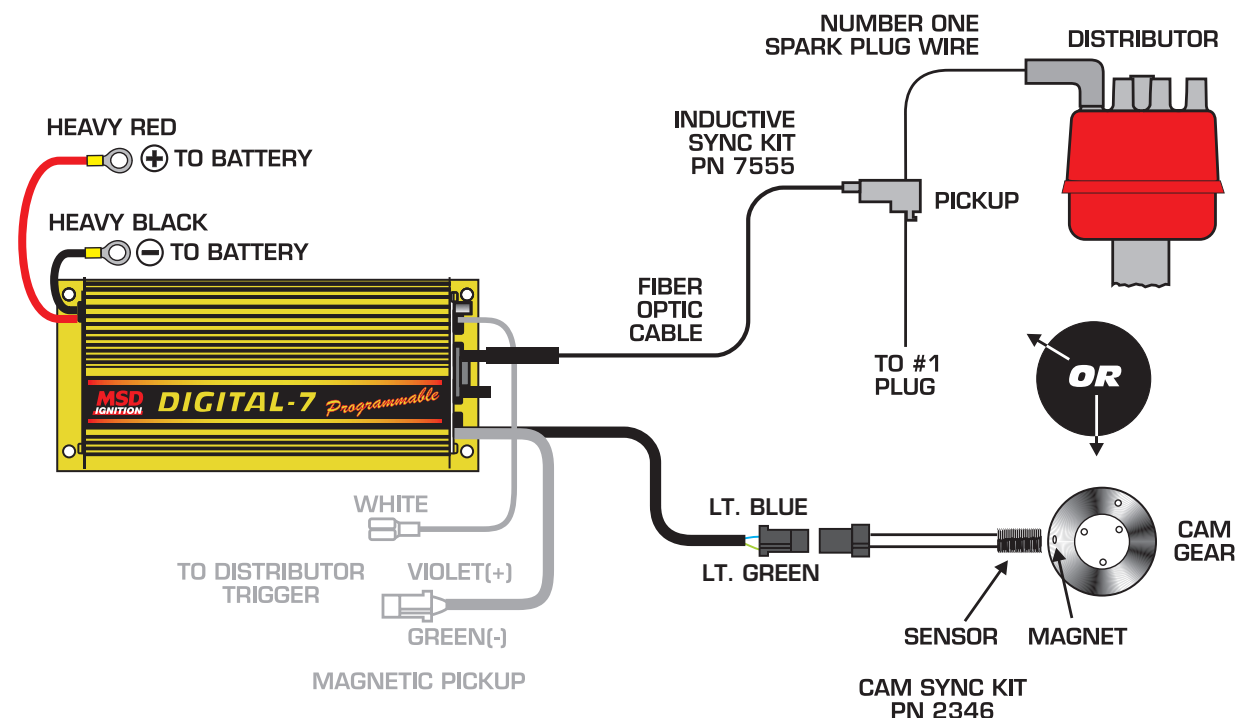 NUMBER ONE
SPARK PLUG WIRE
DISTRIBUTOR
HEAVY RED
+ TO BATTERY
INDUCTIVE
SYNC KIT
PN 7555
PICKUP
HEAVY BLACK
− TO BATTERY
FIBER
OPTIC
CABLE
TO #1
PLUG
OR
MSD
IGNITION
DIGITAL-7 Programmable
WHITE
TO DISTRIBUTOR
TRIGGER
VIOLET(+)
GREEN(-)
MAGNETIC PICKUP
LT. BLUE
LT. GREEN
CAM
GEAR
SENSOR
MAGNET
CAM SYNC KIT
PN 2346